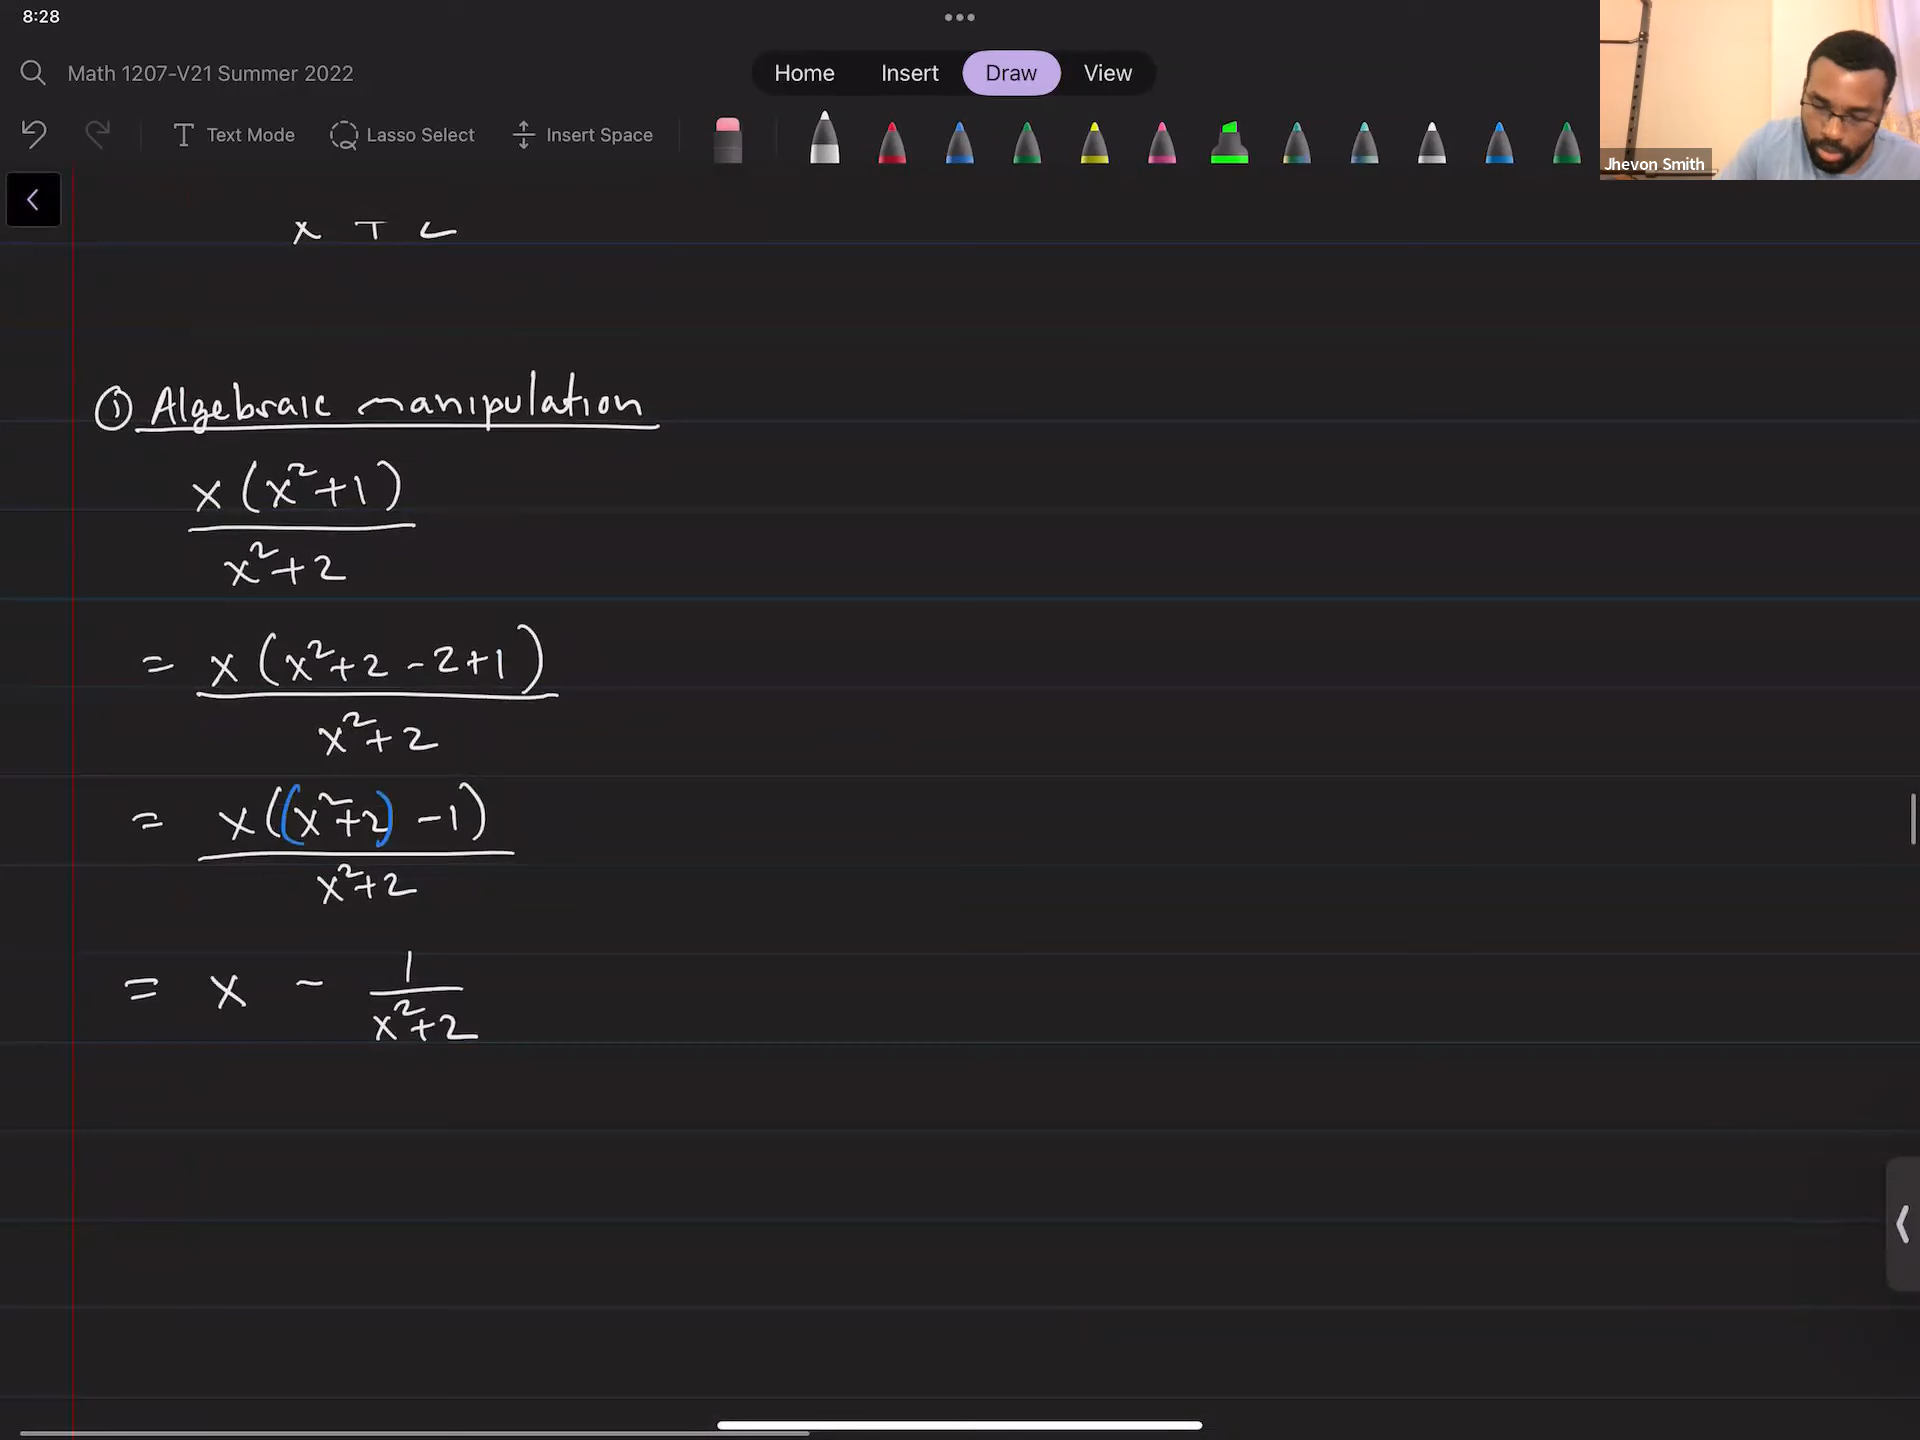 8:28
Math 1207-V21 Summer 2022
Home Insert Draw View
Text Mode Lasso Select Insert Space
Jhevon Smith
① Algebraic manipulation
x(x²+1)
x²+2
= x(x²+2-2+1)
x²+2
= x((x²+2)-1)
x²+2
= x - 1
x²+2